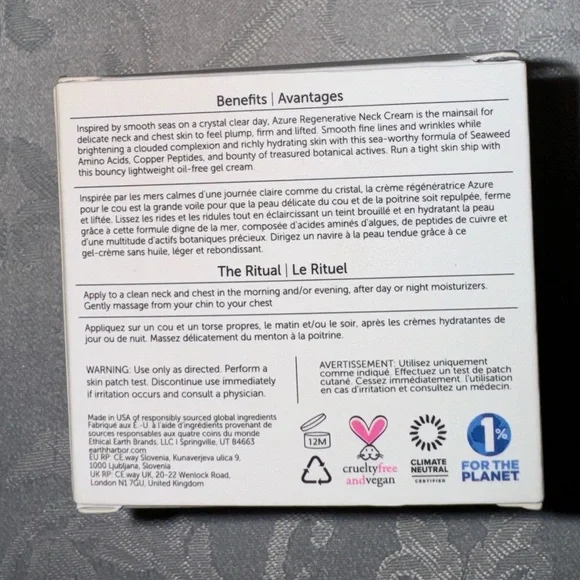 Benefits | Avantages
Inspired by smooth seas on a crystal clear day, Azure Regenerative Neck Cream is the mainsail for
delicate neck and chest skin to feel plump, firm and lifted. Smooth fine lines and wrinkles while
brightening a clouded complexion and richly hydrating skin with this sea-worthy formula of Seaweed
Amino Acids, Copper Peptides, and bounty of treasured botanical actives. Run a tight skin ship with
this bouncy lightweight oil-free gel cream.
Inspirée par les mers calmes d'une journée claire comme du cristal, la crème régénératrice Azure
pour le cou est la grande voile pour que la peau délicate du cou et de la poitrine soit repulpée, ferme
et liftée. Lissez les rides et les ridules tout en éclaircissant un teint brouillé et en hydratant la peau
grâce à cette formule digne de la mer, composée d'acides aminés d'algues, de peptides de cuivre et
d'une multitude d'actifs botaniques précieux. Dirigez un navire à la peau tendue grâce à ce
gel-crème sans huile, léger et rebondissant.
The Ritual | Le Rituel
Apply to a clean neck and chest in the morning and/or evening, after day or night moisturizers.
Gently massage from your chin to your chest
Appliquez sur un cou et un torse propres, le matin et/ou le soir, après les crèmes hydratantes de
jour ou de nuit. Massez délicatement du menton à la poitrine.
WARNING: Use only as directed. Perform a
skin patch test. Discontinue use immediately
if irritation occurs and consult a physician.
AVERTISSEMENT: Utilisez uniquement
comme indiqué. Effectuez un test de patch
cutané. Cessez immédiatement l'utilisation
en cas d'irritation et consultez un médecin.
Made in USA of responsibly sourced global ingredients
Fabriqué aux É.-U. à l'aide d'ingrédients provenant de
sources responsables aux quatre coins du monde
Ethical Earth Brands, LLC | Springville, UT 84663
earthharbor.com
EU RP: CE.way Slovenia, Kunaverjeva ulica 9,
1000 Ljubljana, Slovenia
UK RP: CE.way UK, 20-22 Wenlock Road,
London N1 7GU, United Kingdom
12M
crueltyfree
andvegan
CLIMATE
NEUTRAL
CERTIFIED
1%
FOR THE
PLANET